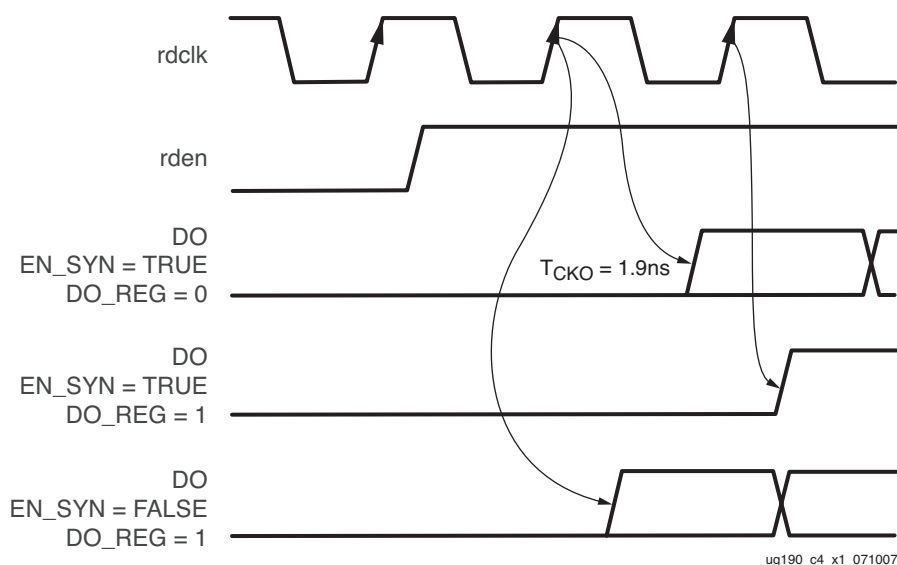 rdclk
rden
DO
EN_SYN = TRUE
DO_REG = 0
T_CKO = 1.9ns
DO
EN_SYN = TRUE
DO_REG = 1
DO
EN_SYN = FALSE
DO_REG = 1
ug190_c4_x1_071007